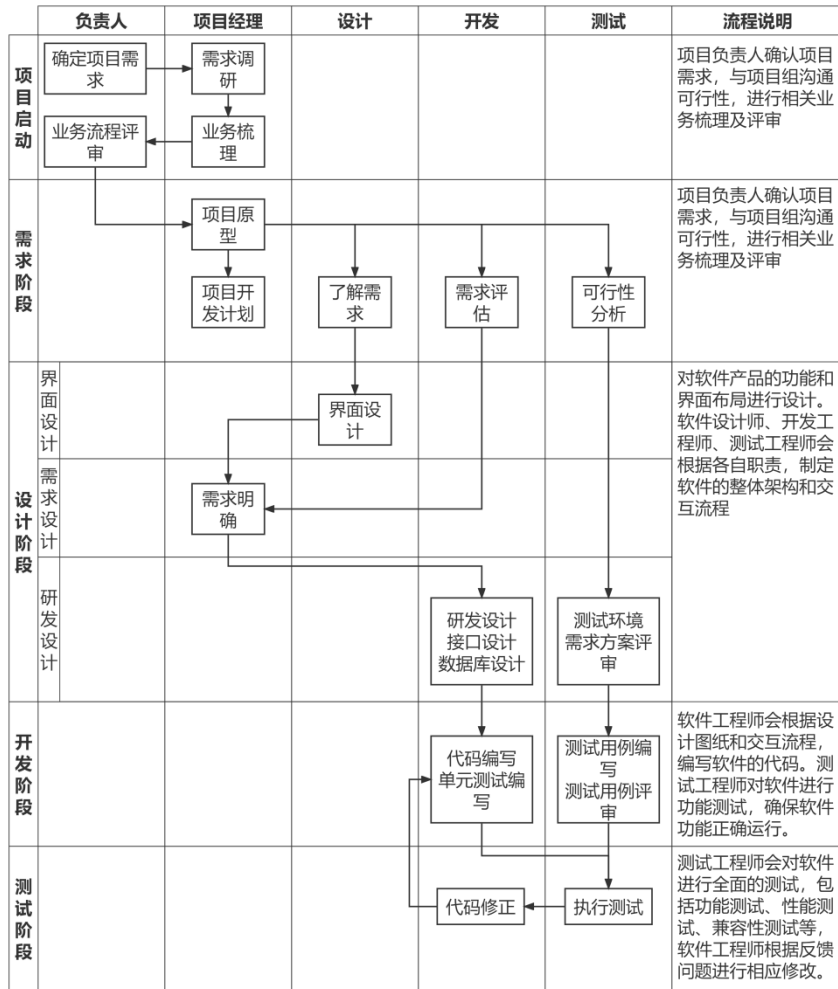 负责人
项目经理
设计
开发
测试
流程说明
项目启动
确定项目
需求
需求调
研
业务流程评
审
业务梳
理
项目负责人确认项目
需求，与项目组沟通
可行性，进行相关业
务梳理及评审
需求阶段
项目原
型
项目开
发计划
了解需
求
需求评
估
可行性
分析
项目负责人确认项目
需求，与项目组沟通
可行性，进行相关业
务梳理及评审
设计阶段
界面设计
界面设
计
需求设计
需求明
确
研发设计
研发设计
接口设计
数据库设计
测试环境
需求方案评
审
对软件产品的功能和
界面布局进行设计。
软件设计师、开发工
程师、测试工程师会
根据各自职责，制定
软件的整体架构和交
互流程
开发阶段
代码编写
单元测试编
写
测试用例编
写
测试用例评
审
软件工程师会根据设
计图纸和交互流程，
编写软件的代码。测
试工程师对软件进行
功能测试，确保软件
功能正确运行。
测试阶段
代码修正
执行测试
测试工程师会对软件
进行全面的测试，包
括功能测试、性能测
试、兼容性测试等，
软件工程师根据反馈
问题进行相应修改。